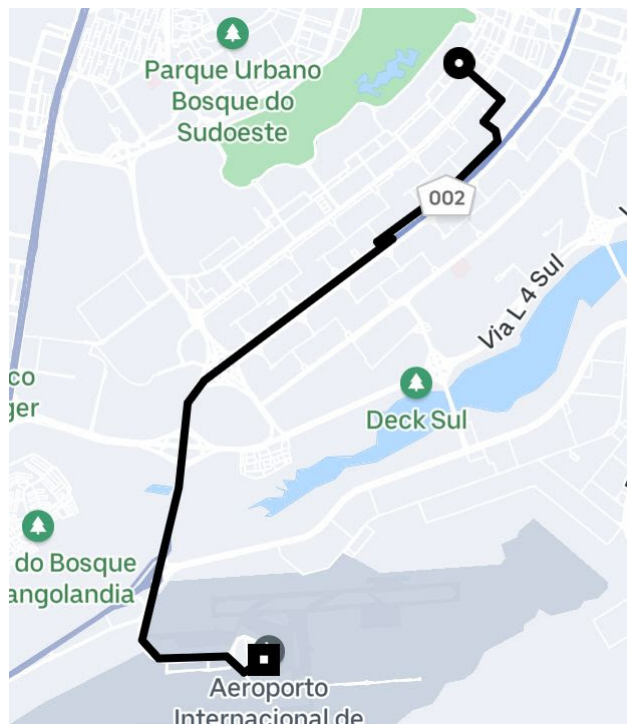 Parque Urbano
Bosque do
Sudoeste
002
Via L 4 Sul
Deck Sul
co
ger
do Bosque
angolandia
Aeroporto
Internacional de